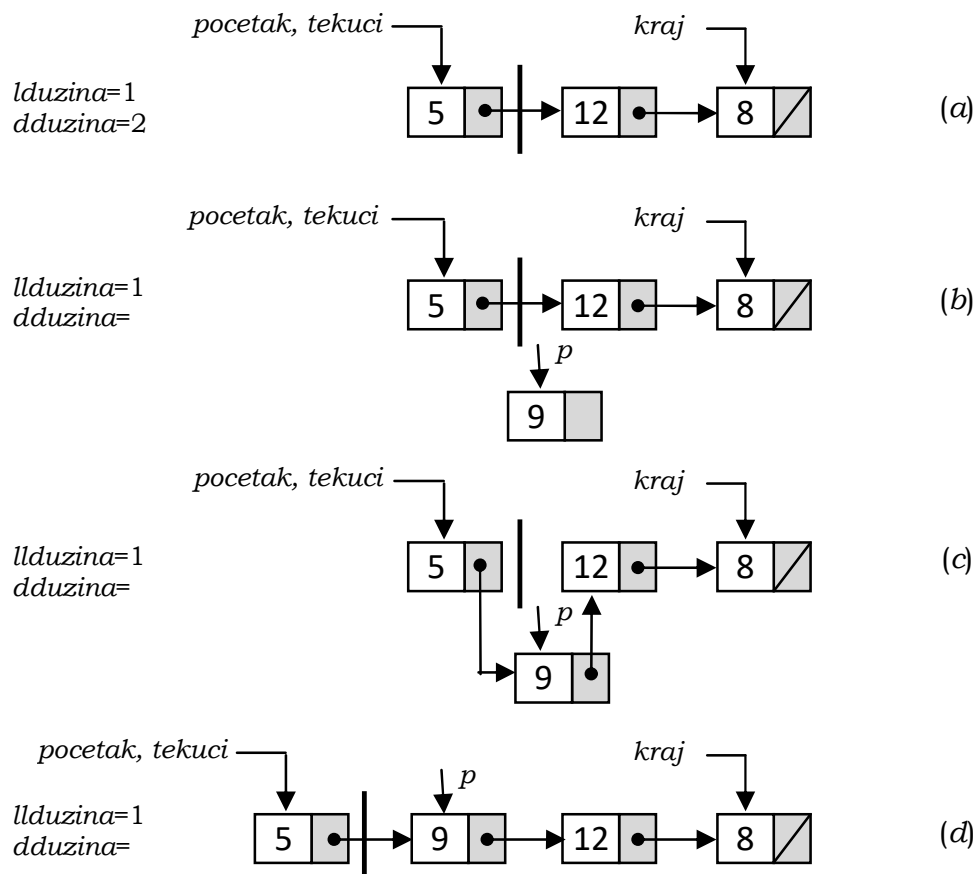 pocetak, tekuci
kraj
lduzina=1
dduzina=2
5
12
8
(a)
pocetak, tekuci
kraj
llduzina=1
dduzina=
5
12
8
(b)
p
9
pocetak, tekuci
kraj
llduzina=1
dduzina=
5
12
8
(c)
p
9
pocetak, tekuci
p
kraj
llduzina=1
dduzina=
5
9
12
8
(d)